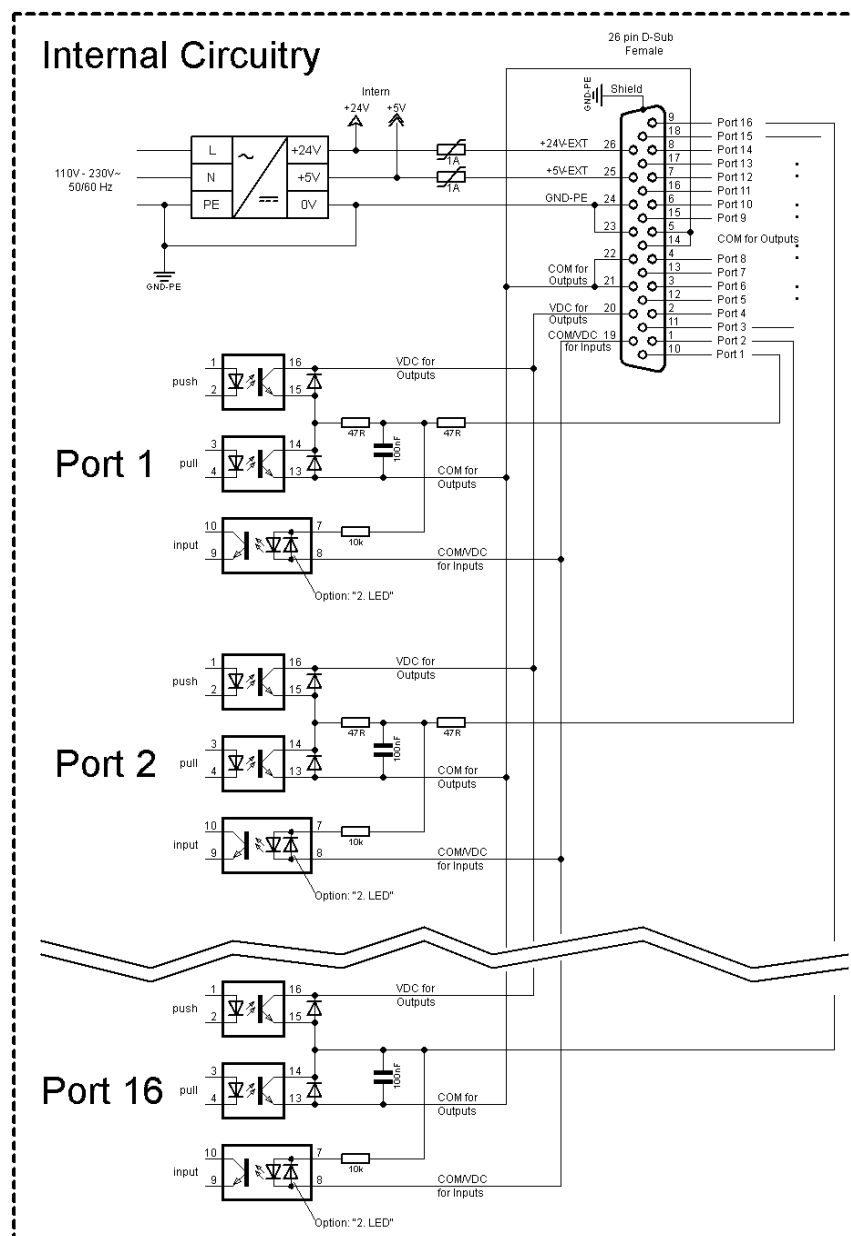 Internal Circuitry
26 pin D-Sub
Female
GND-PE
Shield
Intern
+24V +5V
L +24V
N +5V
PE 0V
110V - 230V~
50/60 Hz
1A
1A
GND-PE
+24V-EXT 26
+5V-EXT 25
GND-PE 24
23
22
COM for
Outputs 21
VDC for 20
Outputs
COM/VDC 19
for Inputs
9 Port 16
18 Port 15
8 Port 14
17 Port 13
7 Port 12
16 Port 11
6 Port 10
15 Port 9
5
14 COM for Outputs
4 Port 8
13 Port 7
3 Port 6
12 Port 5
2 Port 4
11 Port 3
1 Port 2
10 Port 1
Port 1
push
1 16
2 15
VDC for
Outputs
47R 47R
100nF
pull
3 14
4 13
COM for
Outputs
input
10 7
9 8
10k
COM/VDC
for Inputs
Option: "2. LED"
Port 2
push
1 16
2 15
VDC for
Outputs
47R 47R
100nF
pull
3 14
4 13
COM for
Outputs
input
10 7
9 8
10k
COM/VDC
for Inputs
Option: "2. LED"
Port 16
push
1 16
2 15
VDC for
Outputs
100nF
pull
3 14
4 13
COM for
Outputs
input
10 7
9 8
10k
COM/VDC
for Inputs
Option: "2. LED"